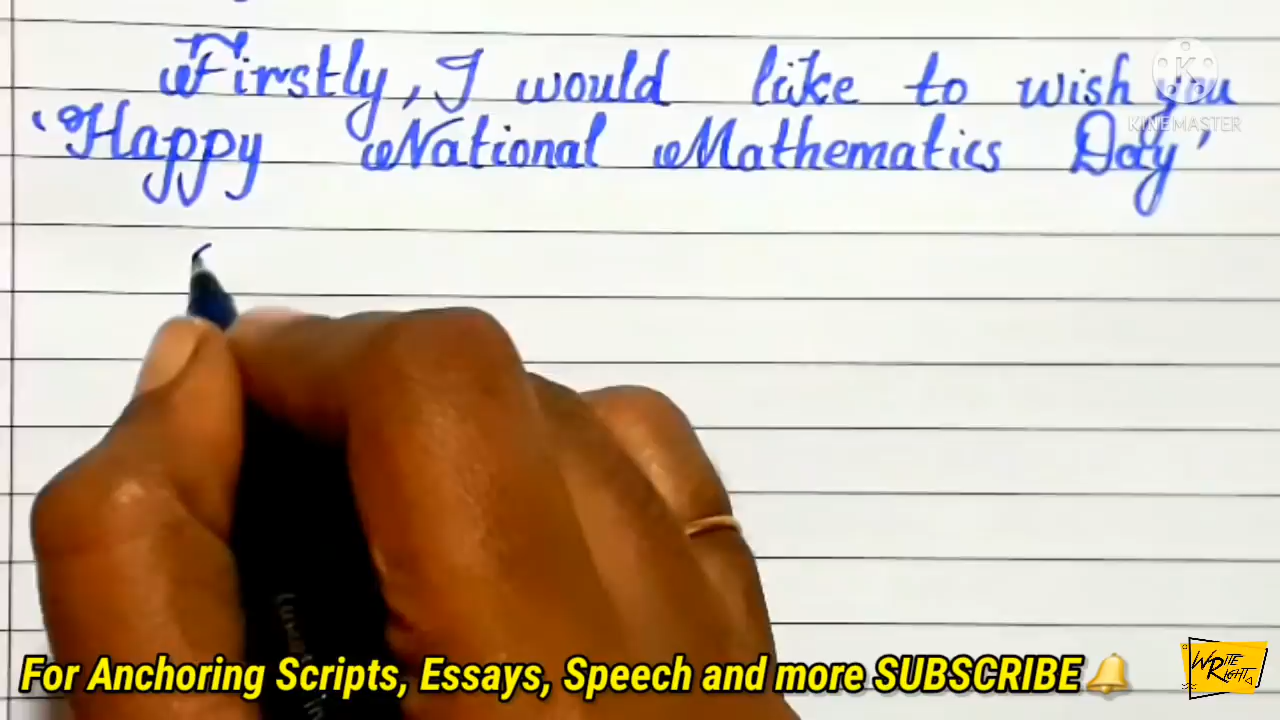 Firstly, I would like to wish you
'Happy National Mathematics Day'
KINEMASTER
For Anchoring Scripts, Essays, Speech and more SUBSCRIBE
WRITE
RIGHT